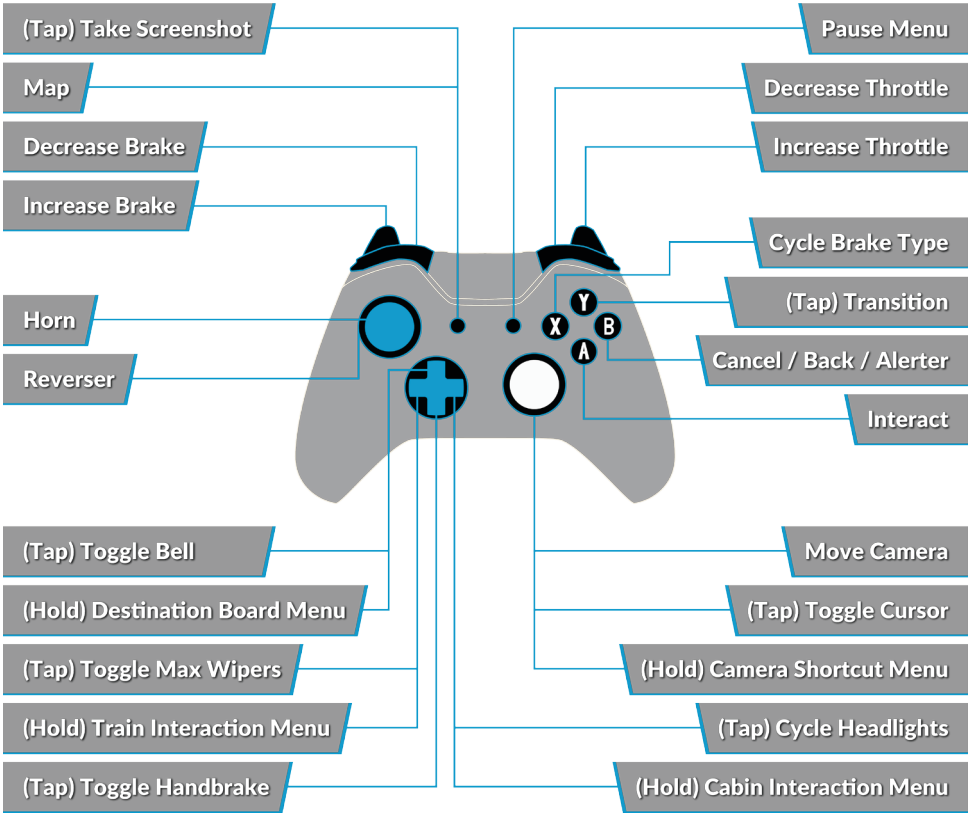 (Tap) Take Screenshot
Map
Decrease Brake
Increase Brake
Horn
Reverser
(Tap) Toggle Bell
(Hold) Destination Board Menu
(Tap) Toggle Max Wipers
(Hold) Train Interaction Menu
(Tap) Toggle Handbrake
Y
X
B
A
Pause Menu
Decrease Throttle
Increase Throttle
Cycle Brake Type
(Tap) Transition
Cancel / Back / Alerter
Interact
Move Camera
(Tap) Toggle Cursor
(Hold) Camera Shortcut Menu
(Tap) Cycle Headlights
(Hold) Cabin Interaction Menu